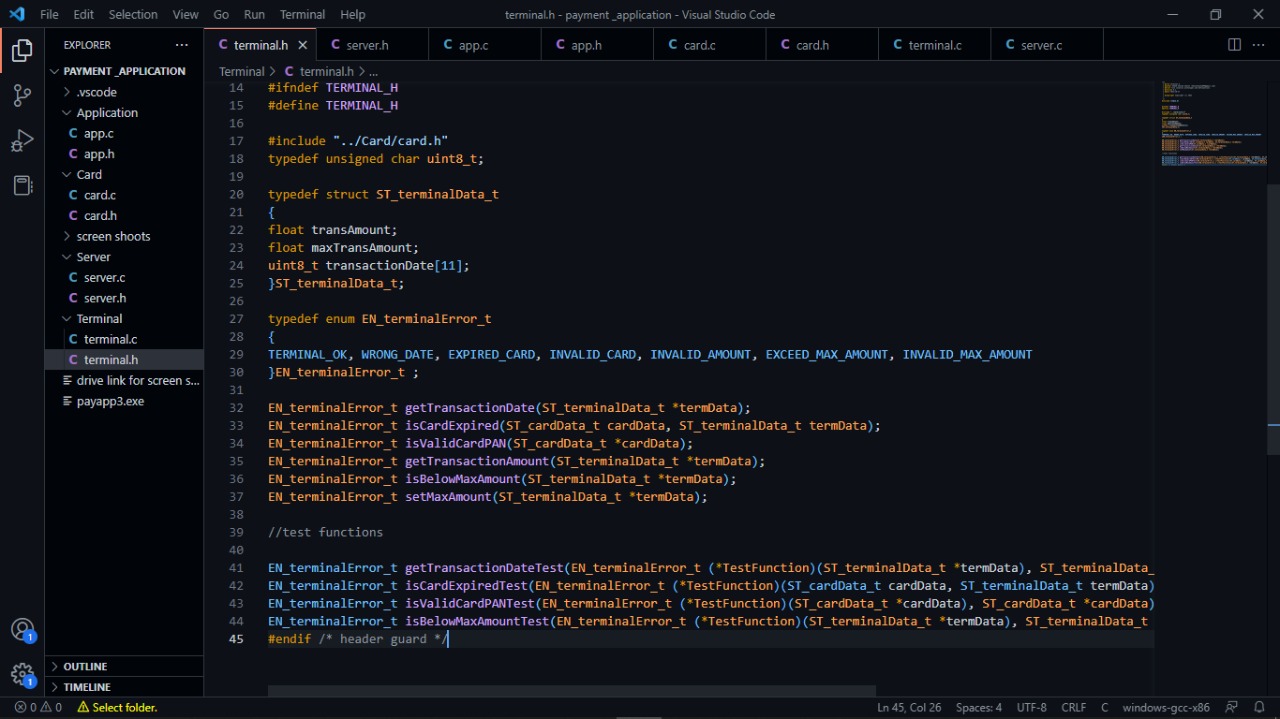 File Edit Selection View Go Run Terminal Help terminal.h - payment _application - Visual Studio Code
EXPLORER ...
terminal.h server.h app.c app.h card.c card.h terminal.c server.c
PAYMENT _APPLICATION
.vscode
Application
app.c
app.h
Card
card.c
card.h
screen shoots
Server
server.c
server.h
Terminal
terminal.c
terminal.h
drive link for screen s...
payapp3.exe
OUTLINE
TIMELINE
Terminal > C terminal.h > ...
14 #ifndef TERMINAL_H
15 #define TERMINAL_H
16
17 #include "../Card/card.h"
18 typedef unsigned char uint8_t;
19
20 typedef struct ST_terminalData_t
21 {
22 float transAmount;
23 float maxTransAmount;
24 uint8_t transactionDate[11];
25 }ST_terminalData_t;
26
27 typedef enum EN_terminalError_t
28 {
29 TERMINAL_OK, WRONG_DATE, EXPIRED_CARD, INVALID_CARD, INVALID_AMOUNT, EXCEED_MAX_AMOUNT, INVALID_MAX_AMOUNT
30 }EN_terminalError_t ;
31
32 EN_terminalError_t getTransactionDate(ST_terminalData_t *termData);
33 EN_terminalError_t isCardExpired(ST_cardData_t cardData, ST_terminalData_t termData);
34 EN_terminalError_t isValidCardPAN(ST_cardData_t *cardData);
35 EN_terminalError_t getTransactionAmount(ST_terminalData_t *termData);
36 EN_terminalError_t isBelowMaxAmount(ST_terminalData_t *termData);
37 EN_terminalError_t setMaxAmount(ST_terminalData_t *termData);
38
39 //test functions
40
41 EN_terminalError_t getTransactionDateTest(EN_terminalError_t (*TestFunction)(ST_terminalData_t *termData), ST_terminalData_
42 EN_terminalError_t isCardExpiredTest(EN_terminalError_t (*TestFunction)(ST_cardData_t cardData, ST_terminalData_t termData)
43 EN_terminalError_t isValidCardPANTest(EN_terminalError_t (*TestFunction)(ST_cardData_t *cardData), ST_cardData_t *cardData)
44 EN_terminalError_t isBelowMaxAmountTest(EN_terminalError_t (*TestFunction)(ST_terminalData_t *termData), ST_terminalData_t
45 #endif /* header guard */
1
1
0 0 Select folder. Ln 45, Col 26 Spaces: 4 UTF-8 CRLF C windows-gcc-x86